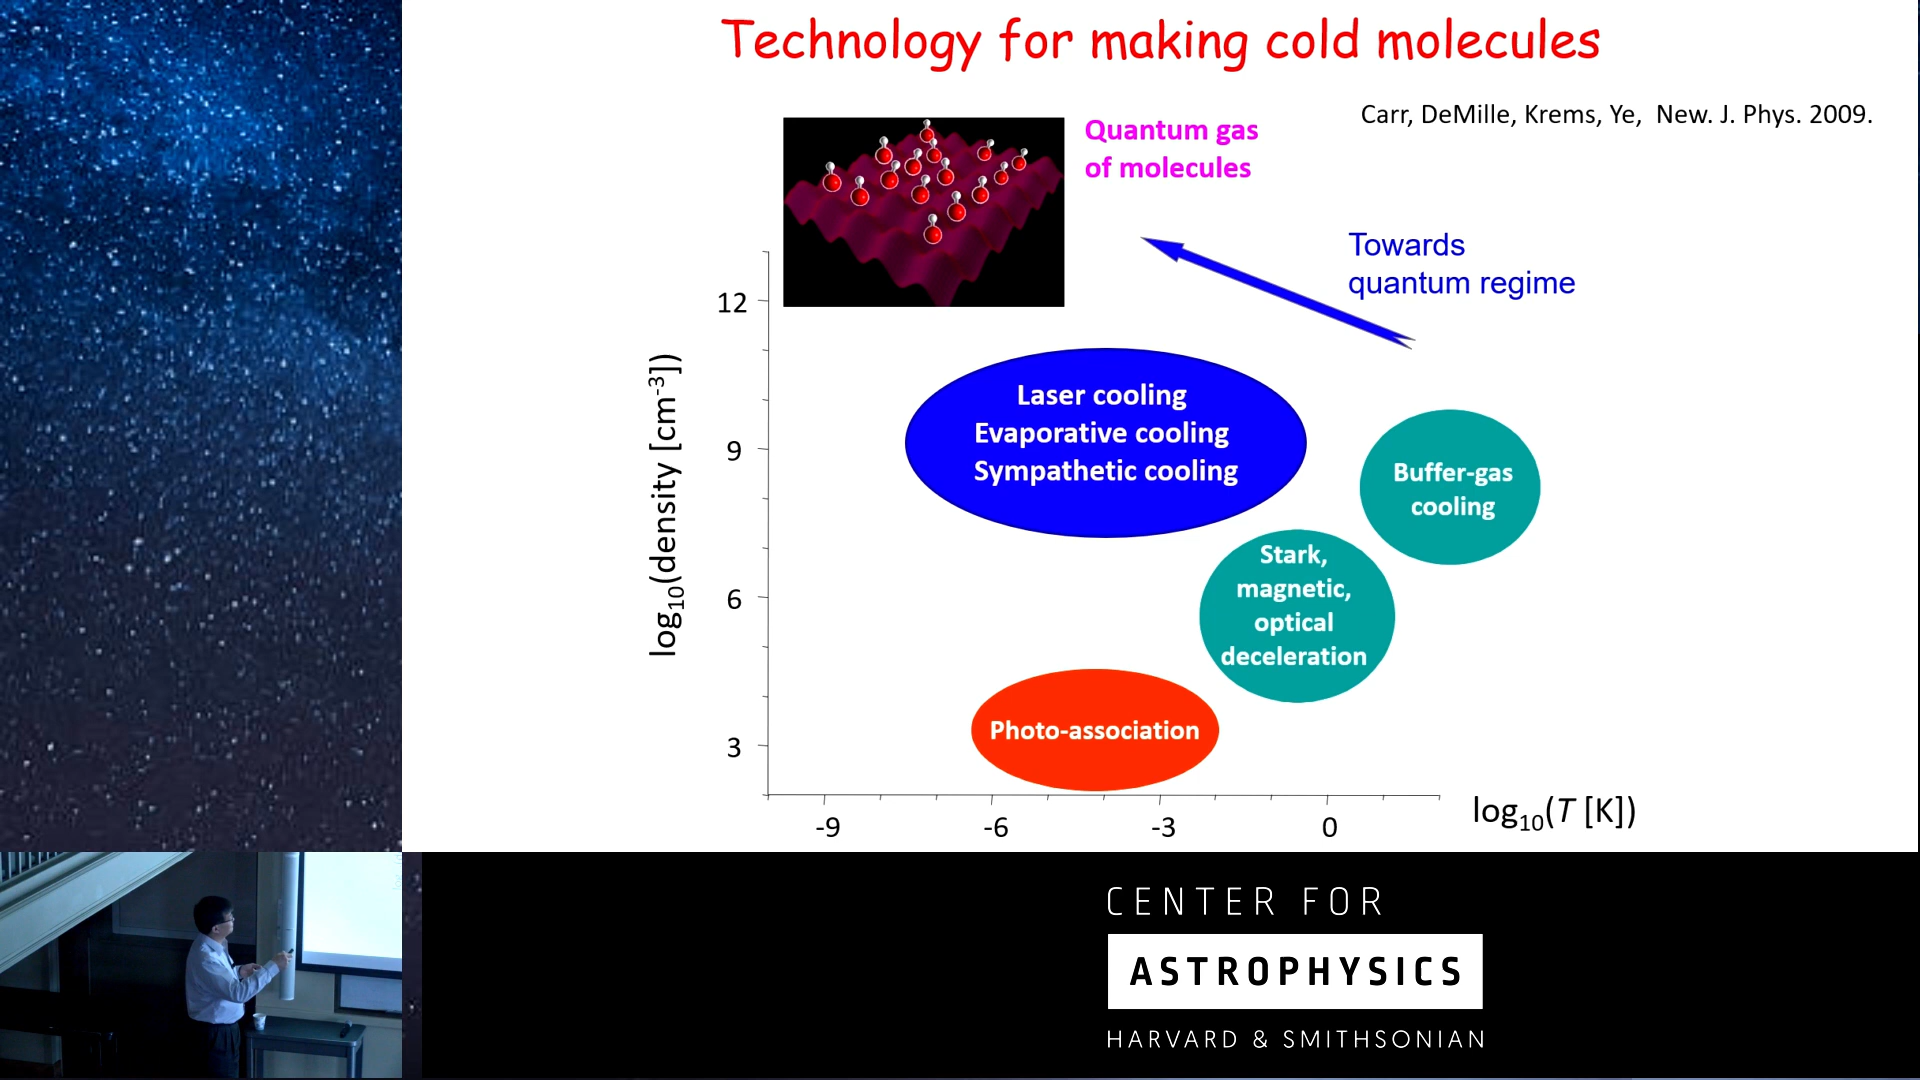 Technology for making cold molecules
Carr, DeMille, Krems, Ye, New. J. Phys. 2009.
Quantum gas
of molecules
Towards
quantum regime
12
9
6
3
log10(density [cm-3])
Laser cooling
Evaporative cooling
Sympathetic cooling
Buffer-gas
cooling
Stark,
magnetic,
optical
deceleration
Photo-association
-9 -6 -3 0
log10(T [K])
CENTER FOR
ASTROPHYSICS
HARVARD & SMITHSONIAN